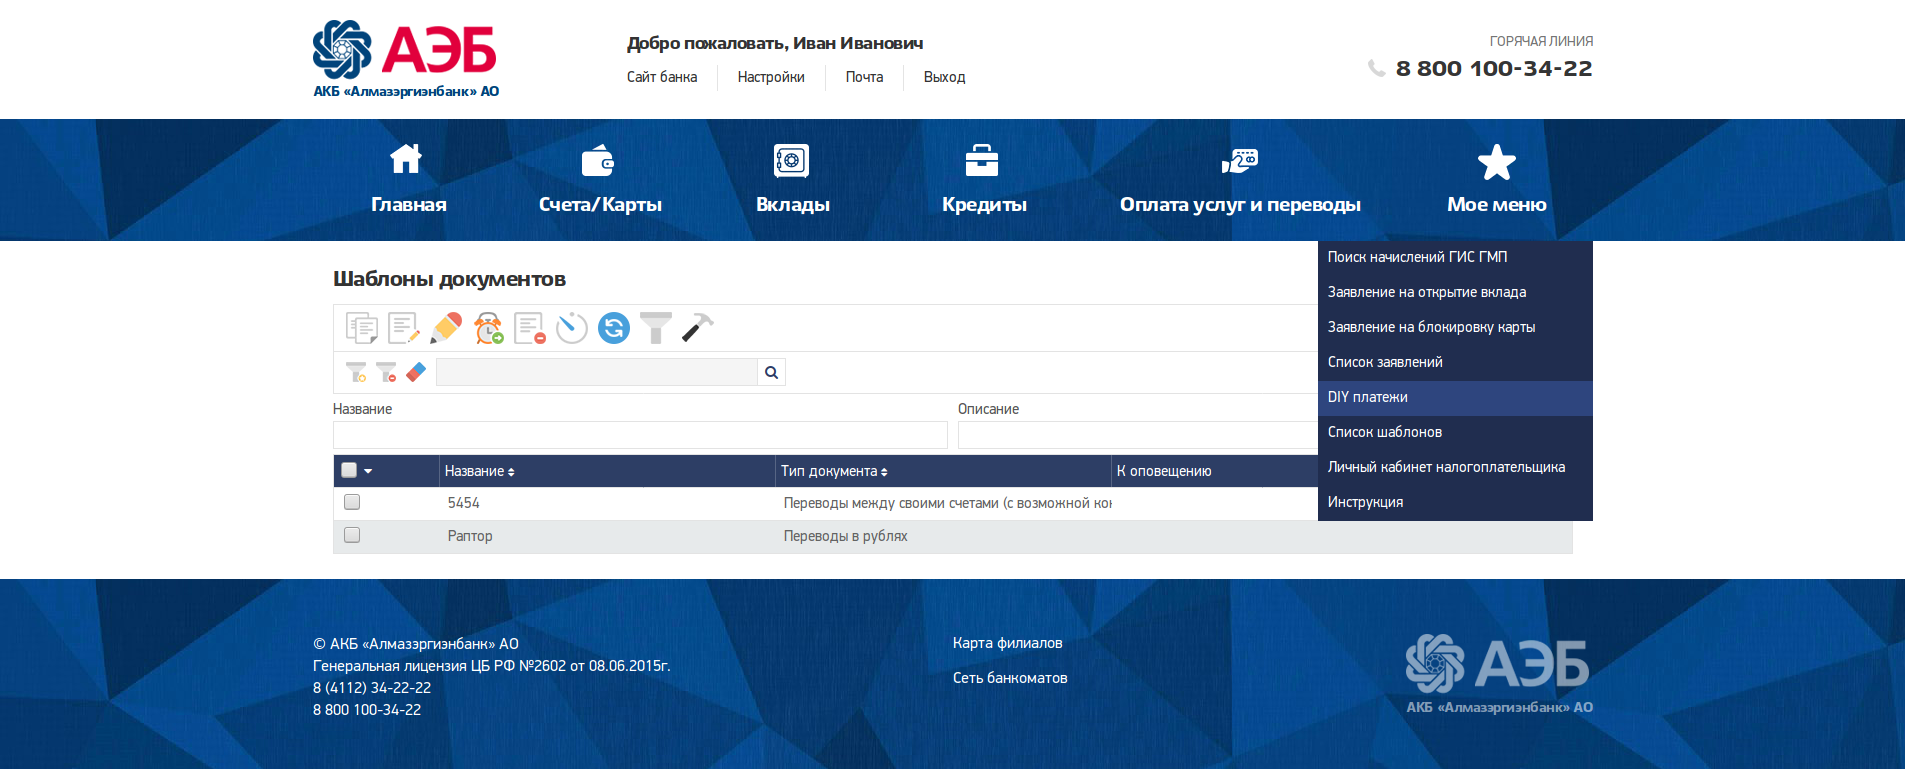 АЭБ
АКБ «Алмазэргиэнбанк» АО
Добро пожаловать, Иван Иванович
Сайт банка
Настройки
Почта
Выход
ГОРЯЧАЯ ЛИНИЯ
8 800 100-34-22
Главная
Счета/Карты
Вклады
Кредиты
Оплата услуг и переводы
Мое меню
Поиск начислений ГИС ГМП
Заявление на открытие вклада
Заявление на блокировку карты
Список заявлений
DIY платежи
Список шаблонов
Личный кабинет налогоплательщика
Инструкция
Шаблоны документов
Название
Описание
Название
Тип документа
К оповещению
5454
Переводы между своими счетами (с возможной кон
Раптор
Переводы в рублях
© АКБ «Алмазэргиэнбанк» АО
Генеральная лицензия ЦБ РФ №2602 от 08.06.2015г.
8 (4112) 34-22-22
8 800 100-34-22
Карта филиалов
Сеть банкоматов
АЭБ
АКБ «Алмазэргиэнбанк» АО